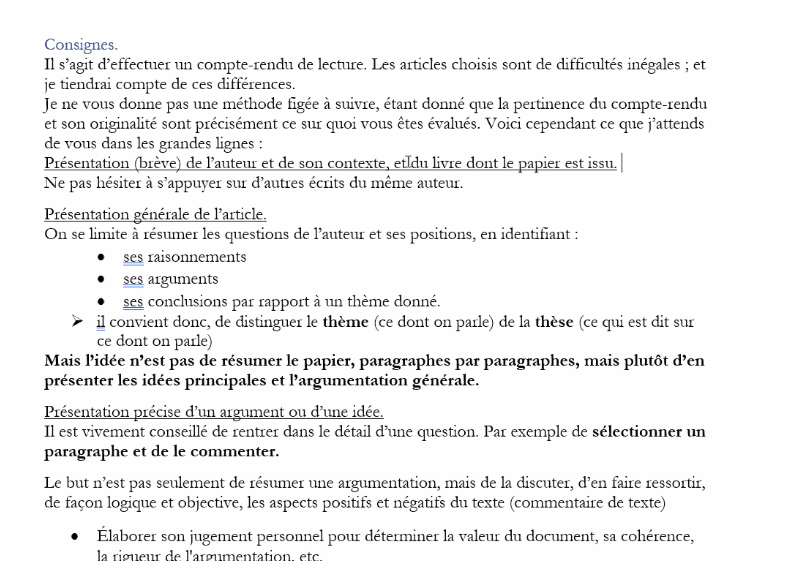 Consignes.
Il s'agit d'effectuer un compte-rendu de lecture. Les articles choisis sont de difficultés inégales ; et
je tiendrai compte de ces différences.
Je ne vous donne pas une méthode figée à suivre, étant donné que la pertinence du compte-rendu
et son originalité sont précisément ce sur quoi vous êtes évalués. Voici cependant ce que j'attends
de vous dans les grandes lignes :
Présentation (brève) de l'auteur et de son contexte, et du livre dont le papier est issu.
Ne pas hésiter à s'appuyer sur d'autres écrits du même auteur.
Présentation générale de l'article.
On se limite à résumer les questions de l'auteur et ses positions, en identifiant :
• ses raisonnements
• ses arguments
• ses conclusions par rapport à un thème donné.
➢ il convient donc, de distinguer le thème (ce dont on parle) de la thèse (ce qui est dit sur
ce dont on parle)
Mais l'idée n'est pas de résumer le papier, paragraphes par paragraphes, mais plutôt d'en
présenter les idées principales et l'argumentation générale.
Présentation précise d'un argument ou d'une idée.
Il est vivement conseillé de rentrer dans le détail d'une question. Par exemple de sélectionner un
paragraphe et de le commenter.
Le but n'est pas seulement de résumer une argumentation, mais de la discuter, d'en faire ressortir,
de façon logique et objective, les aspects positifs et négatifs du texte (commentaire de texte)
• Élaborer son jugement personnel pour déterminer la valeur du document, sa cohérence,
la rigueur de l'argumentation, etc.